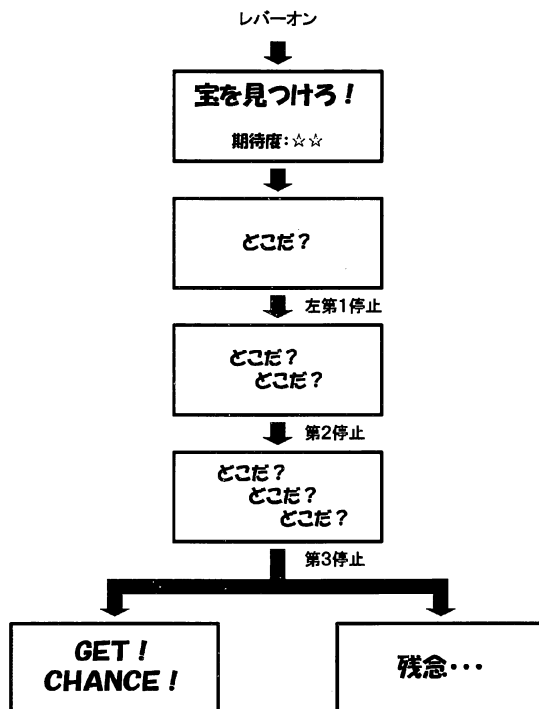 レバーオン
宝を見つけろ！
期待度：☆☆
どこだ？
左第1停止
どこだ？
どこだ？
第2停止
どこだ？
どこだ？
どこだ？
第3停止
GET！
CHANCE！
残念・・・